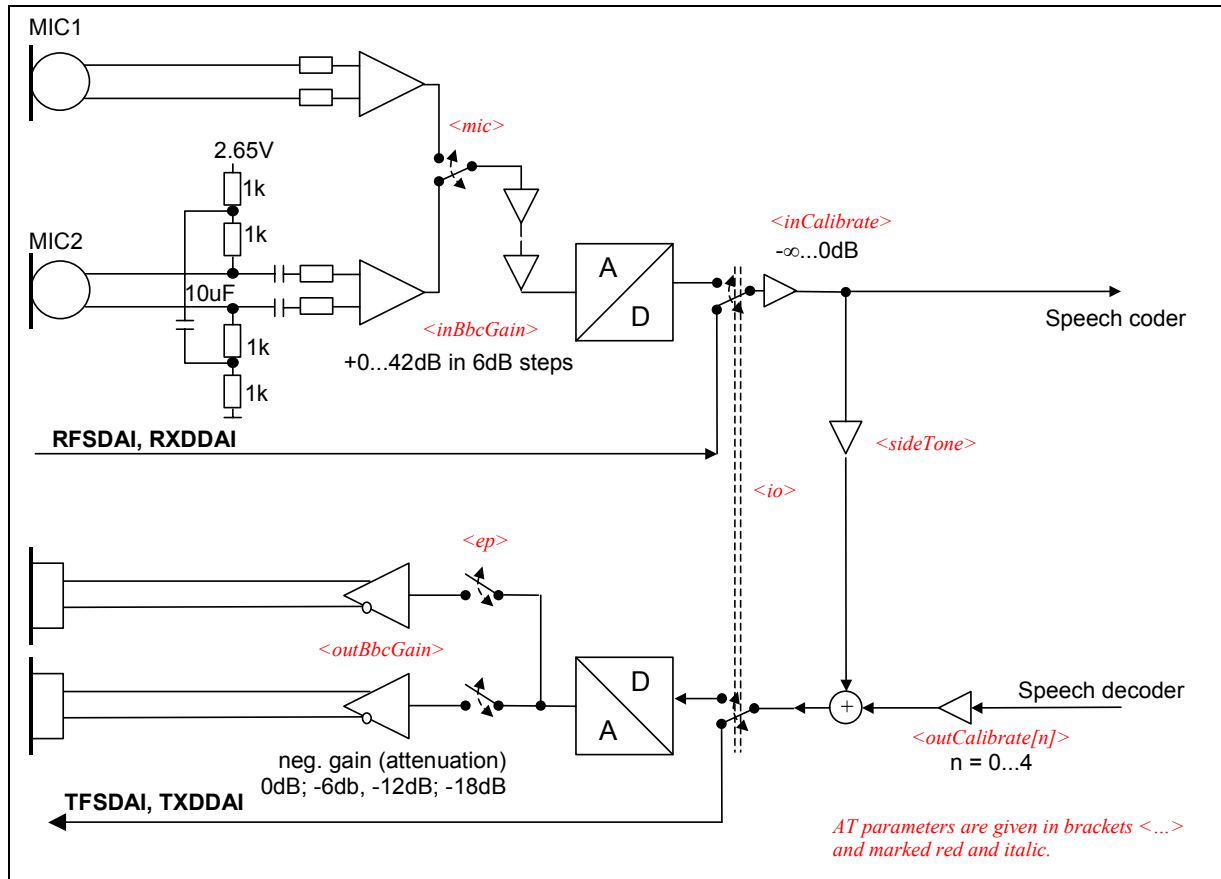 MIC1
<mic>
2.65V
1k
1k
MIC2
10uF
1k
1k
<inBbcGain>
+0...42dB in 6dB steps
A
D
<inCalibrate>
-∞...0dB
Speech coder
RFSDAI, RXDDAI
<sideTone>
<io>
<ep>
<outBbcGain>
D
A
neg. gain (attenuation)
0dB; -6db, -12dB; -18dB
+
Speech decoder
<outCalibrate[n]>
n = 0...4
TFSDAI, TXDDAI
AT parameters are given in brackets <...>
and marked red and italic.